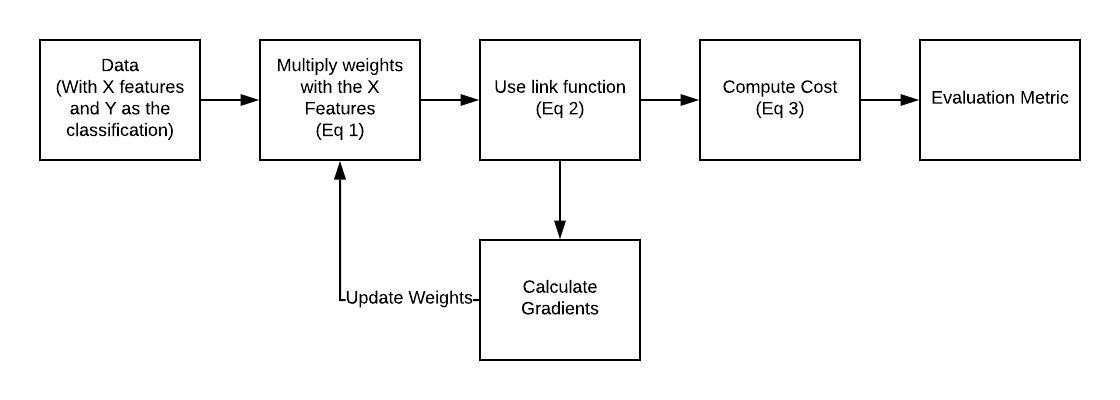 Data
(With X features
and Y as the
classification)
Multiply weights
with the X
Features
(Eq 1)
Use link function
(Eq 2)
Compute Cost
(Eq 3)
Evaluation Metric
Update Weights
Calculate
Gradients